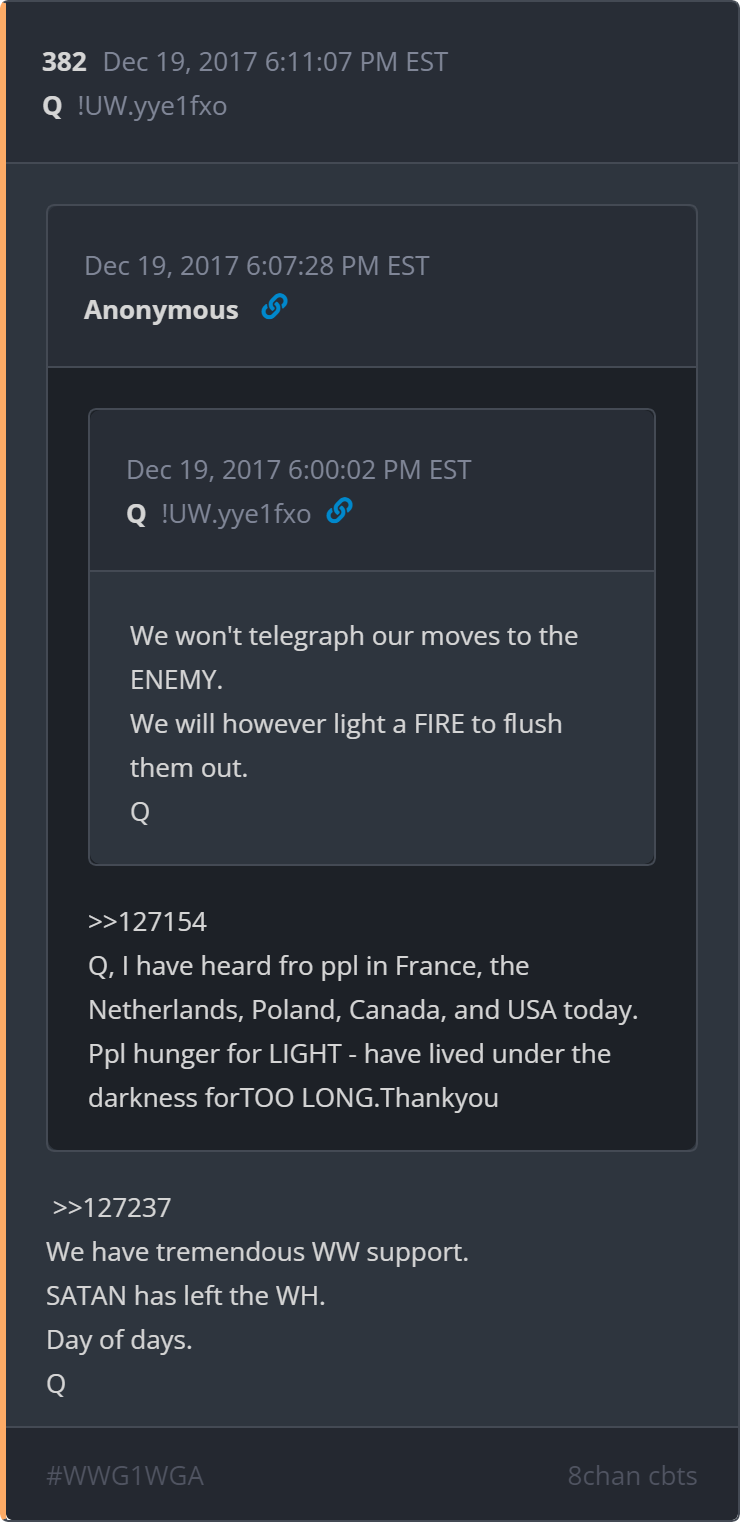 382 Dec 19, 2017 6:11:07 PM EST
Q !UW.yye1fxo
Dec 19, 2017 6:07:28 PM EST
Anonymous
Dec 19, 2017 6:00:02 PM EST
Q !UW.yye1fxo
We won't telegraph our moves to the
ENEMY.
We will however light a FIRE to flush
them out.
Q
>>127154
Q, I have heard fro ppl in France, the
Netherlands, Poland, Canada, and USA today.
Ppl hunger for LIGHT - have lived under the
darkness forTOO LONG.Thankyou
>>127237
We have tremendous WW support.
SATAN has left the WH.
Day of days.
Q
#WWG1WGA 8chan cbts